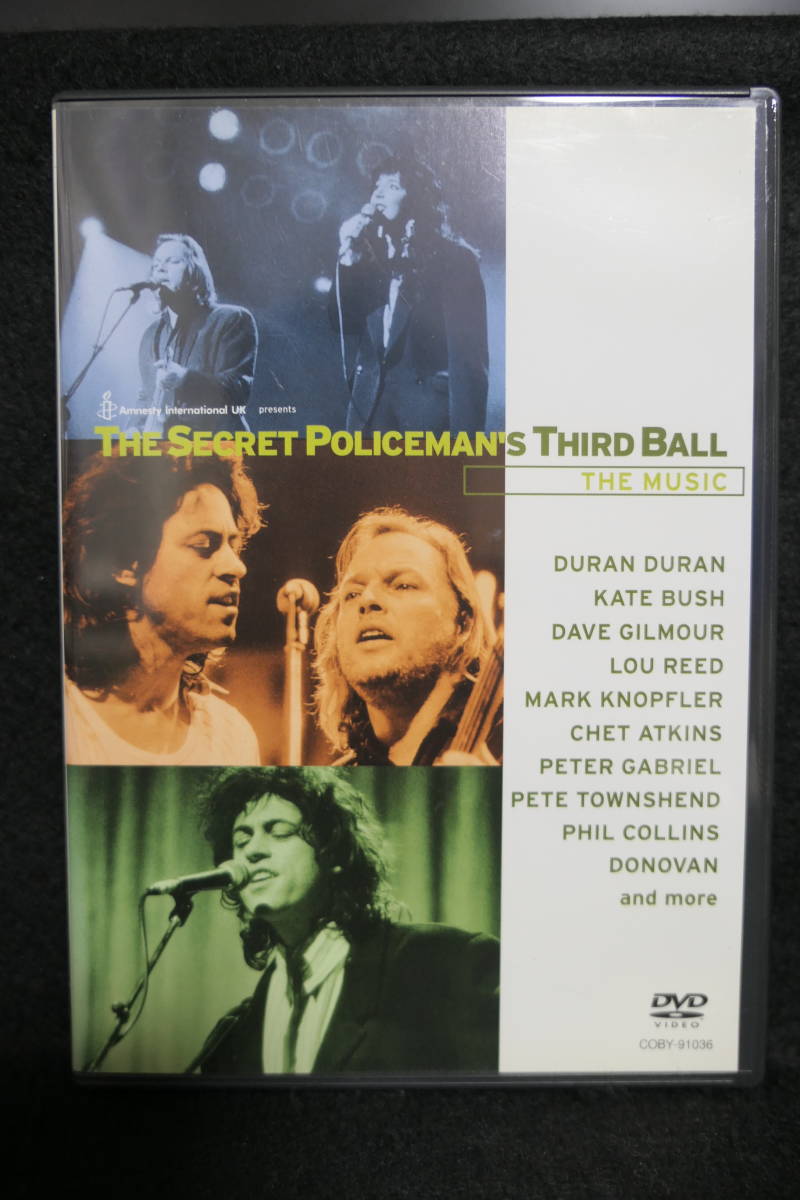 Amnesty International UK presents
THE SECRET POLICEMAN'S THIRD BALL
THE MUSIC
DURAN DURAN
KATE BUSH
DAVE GILMOUR
LOU REED
MARK KNOPFLER
CHET ATKINS
PETER GABRIEL
PETE TOWNSHEND
PHIL COLLINS
DONOVAN
and more
DVD
VIDEO
COBY-91036